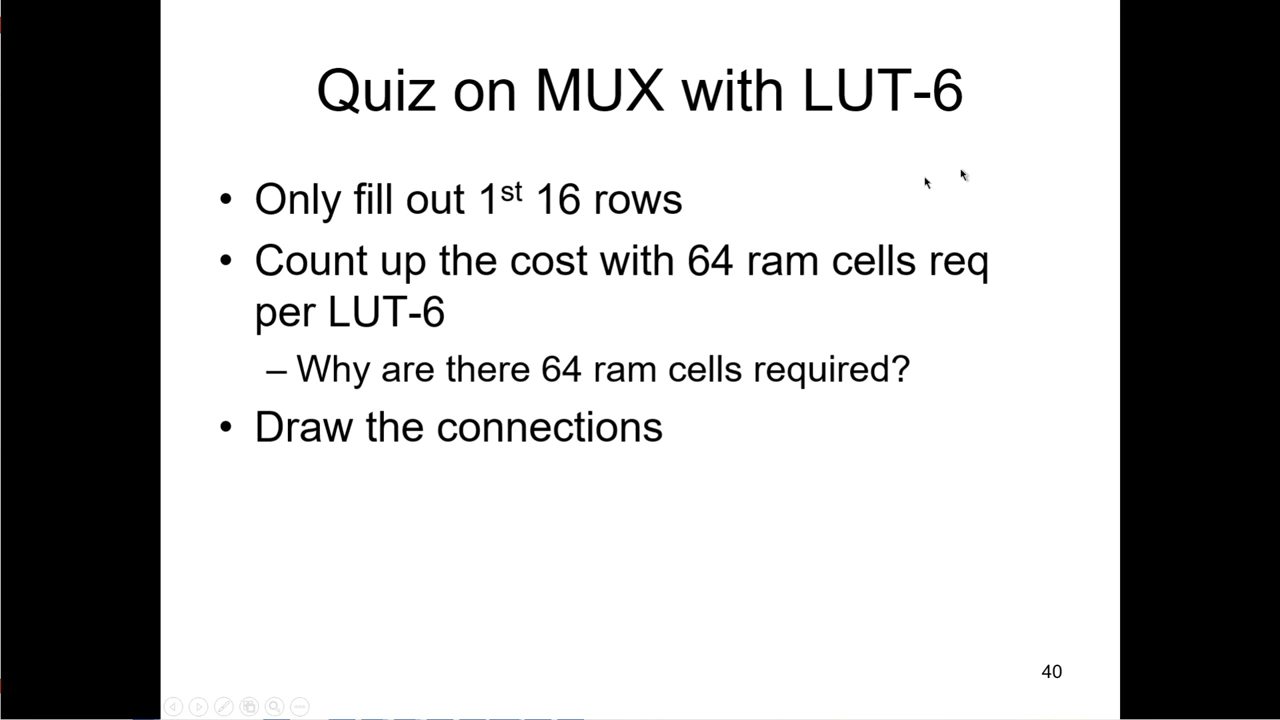 Quiz on MUX with LUT-6
• Only fill out 1st 16 rows
• Count up the cost with 64 ram cells req
per LUT-6
– Why are there 64 ram cells required?
• Draw the connections
40